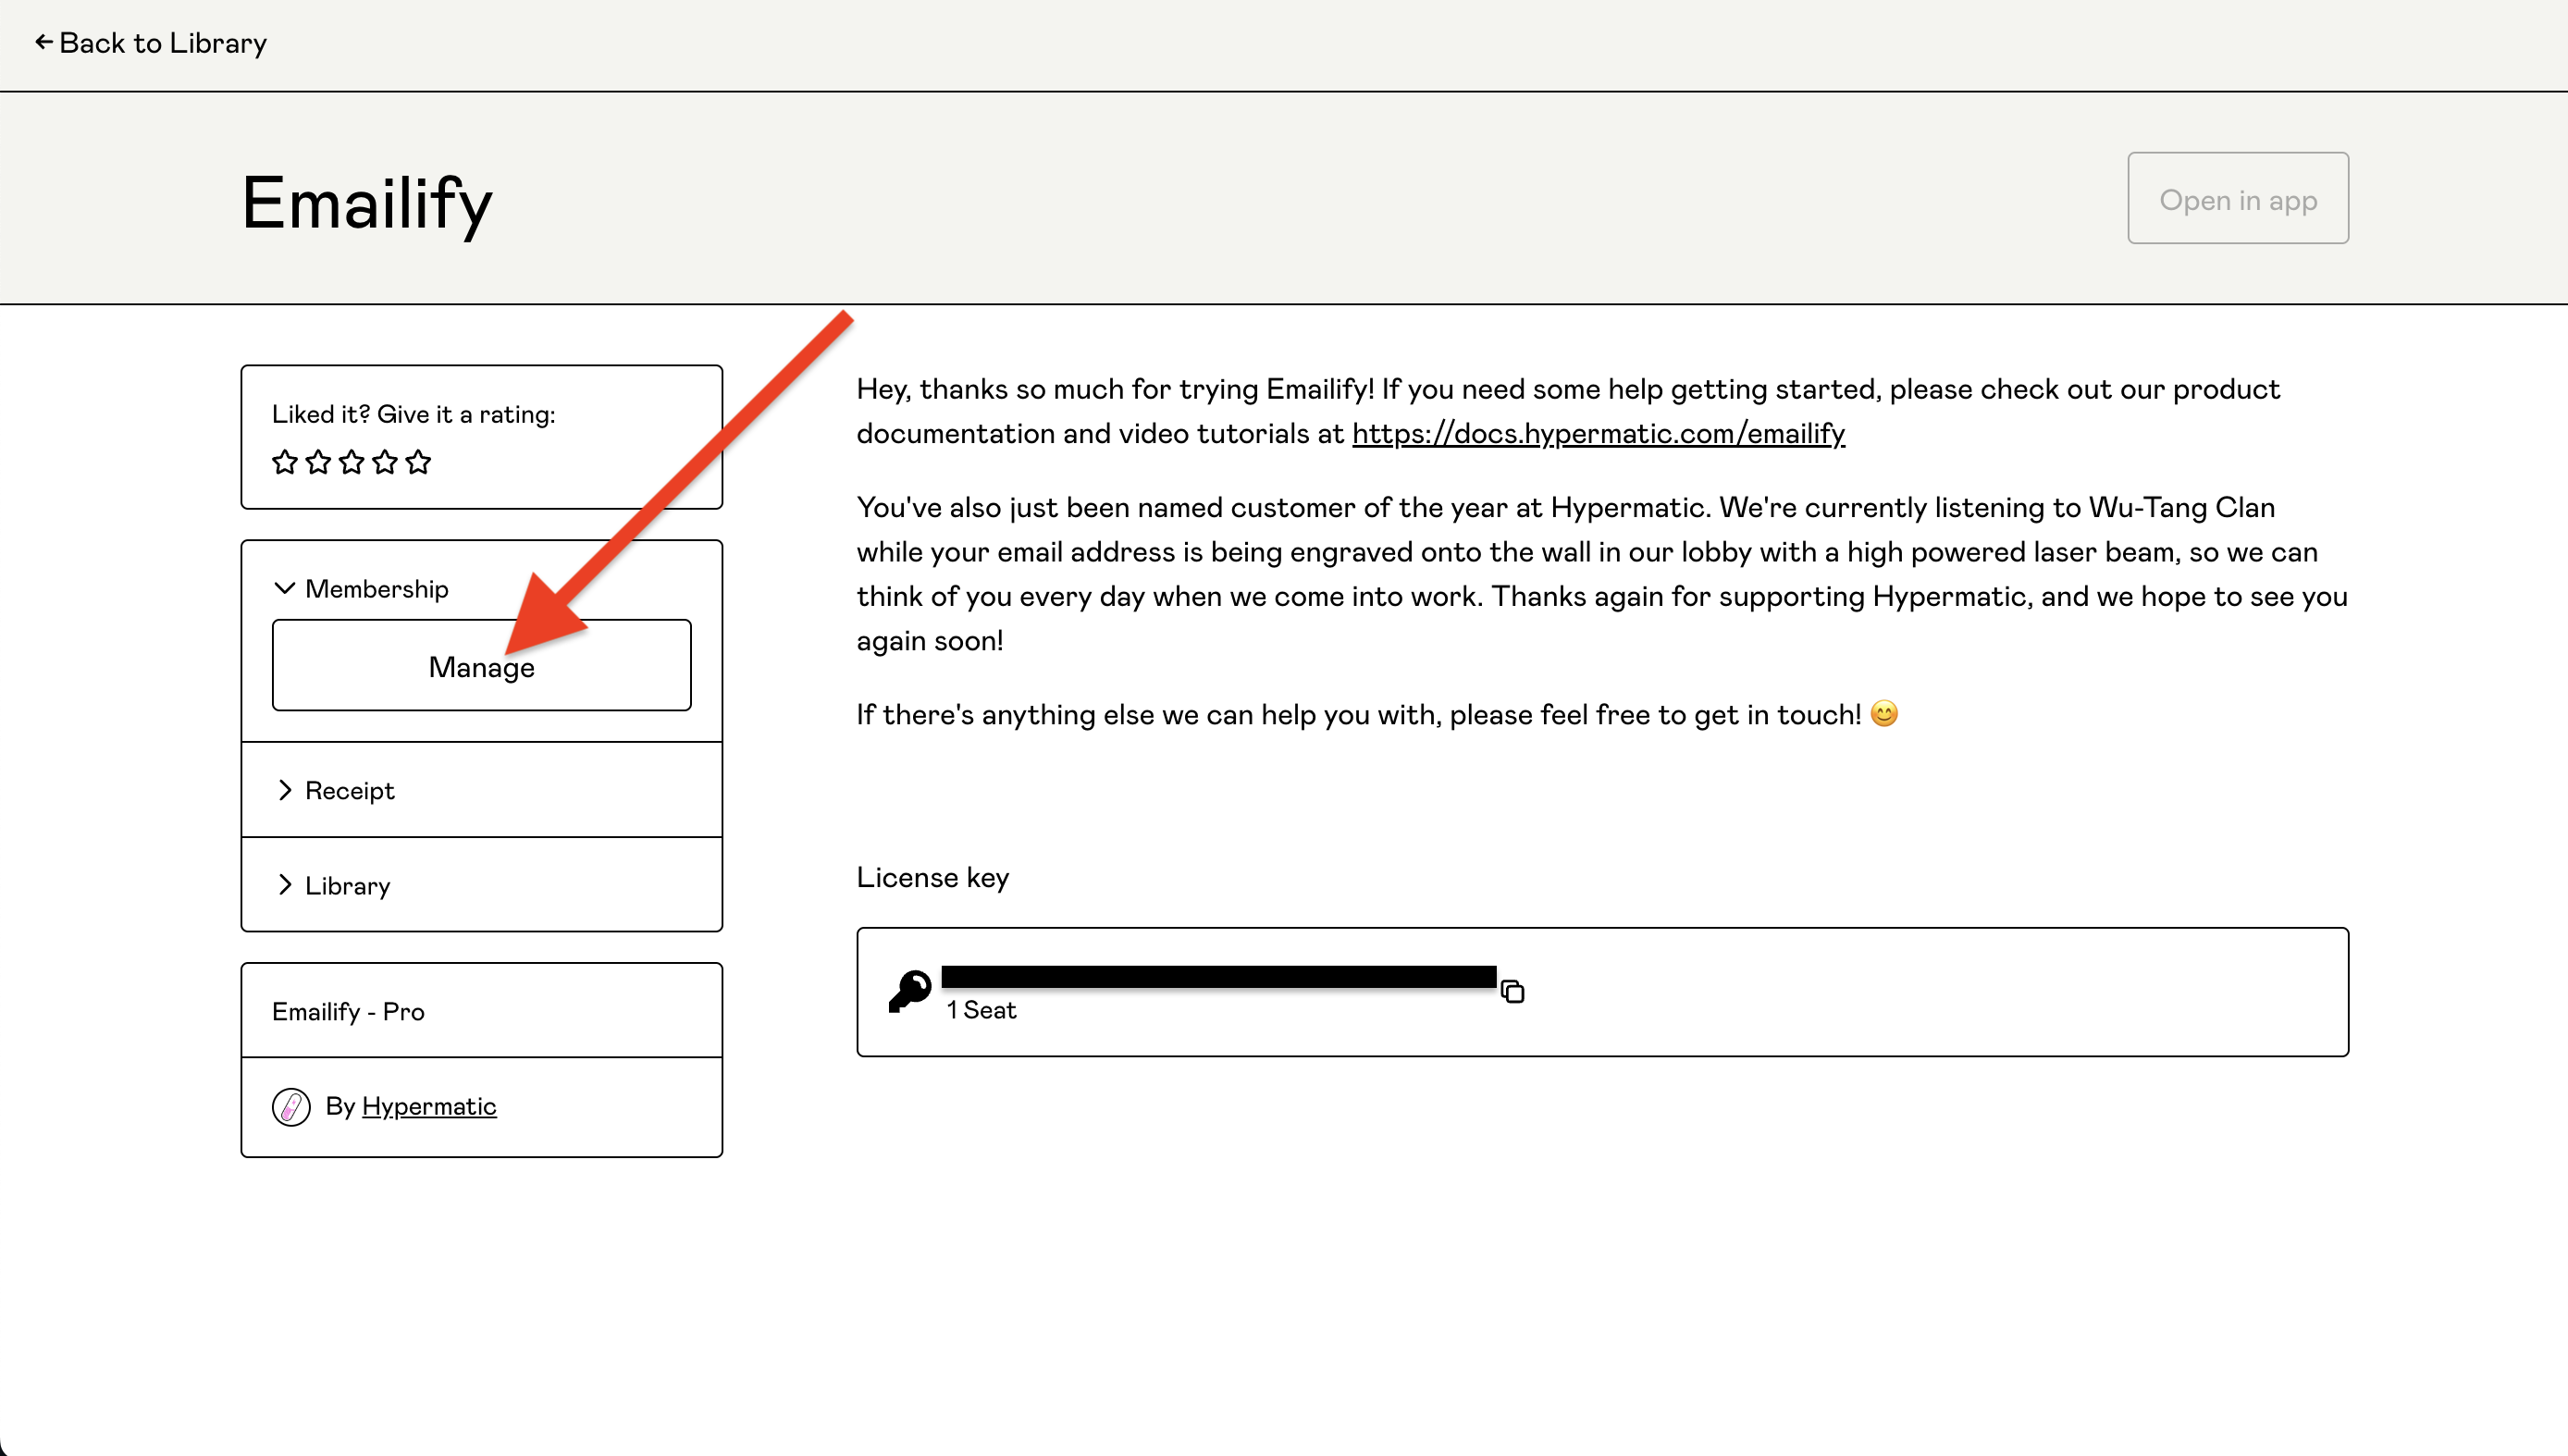 Back to Library
Emailify
Open in app
Liked it? Give it a rating:
Membership
Manage
Receipt
Library
Emailify - Pro
By Hypermatic
Hey, thanks so much for trying Emailify! If you need some help getting started, please check out our product
documentation and video tutorials at https://docs.hypermatic.com/emailify
You've also just been named customer of the year at Hypermatic. We're currently listening to Wu-Tang Clan
while your email address is being engraved onto the wall in our lobby with a high powered laser beam, so we can
think of you every day when we come into work. Thanks again for supporting Hypermatic, and we hope to see you
again soon!
If there's anything else we can help you with, please feel free to get in touch! 😊
License key
1 Seat